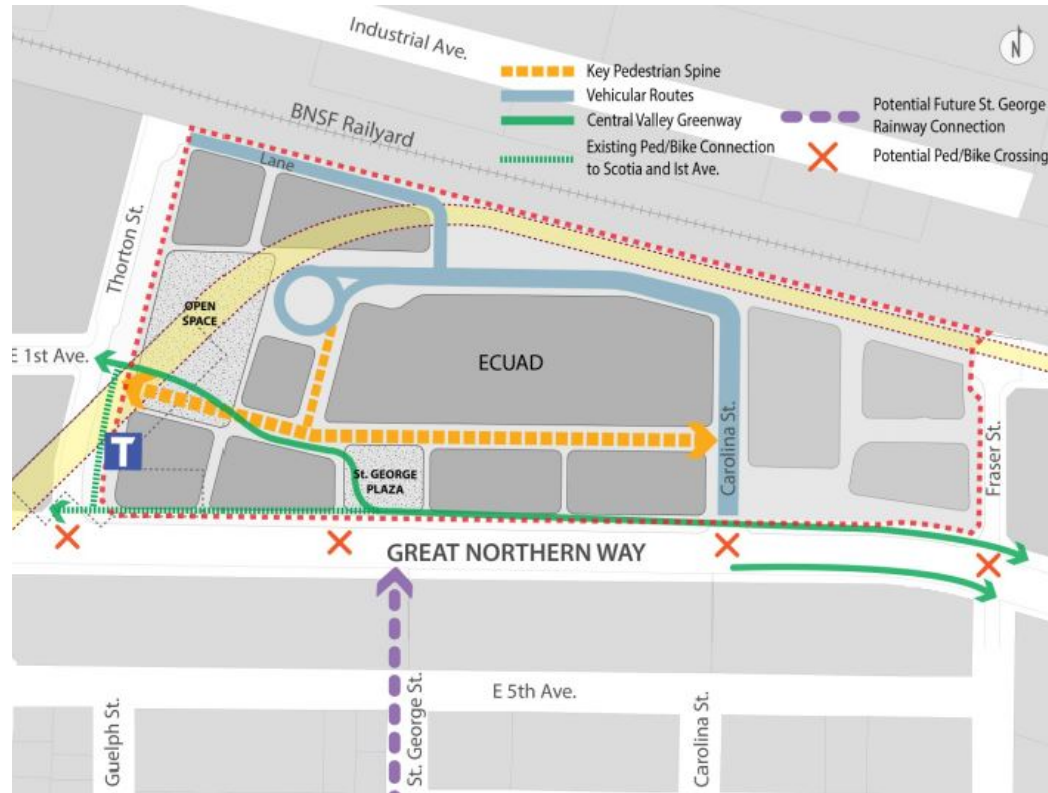 Industrial Ave.
N
BNSF Railyard
Key Pedestrian Spine
Vehicular Routes
Central Valley Greenway
Existing Ped/Bike Connection
to Scotia and Ist Ave.
Potential Future St. George
Rainway Connection
Potential Ped/Bike Crossing
Lane
Thorton St.
OPEN
SPACE
E 1st Ave.
ECUAD
T
St. GEORGE
PLAZA
Carolina St.
Fraser St.
GREAT NORTHERN WAY
E 5th Ave.
Guelph St.
St. George St.
Carolina St.